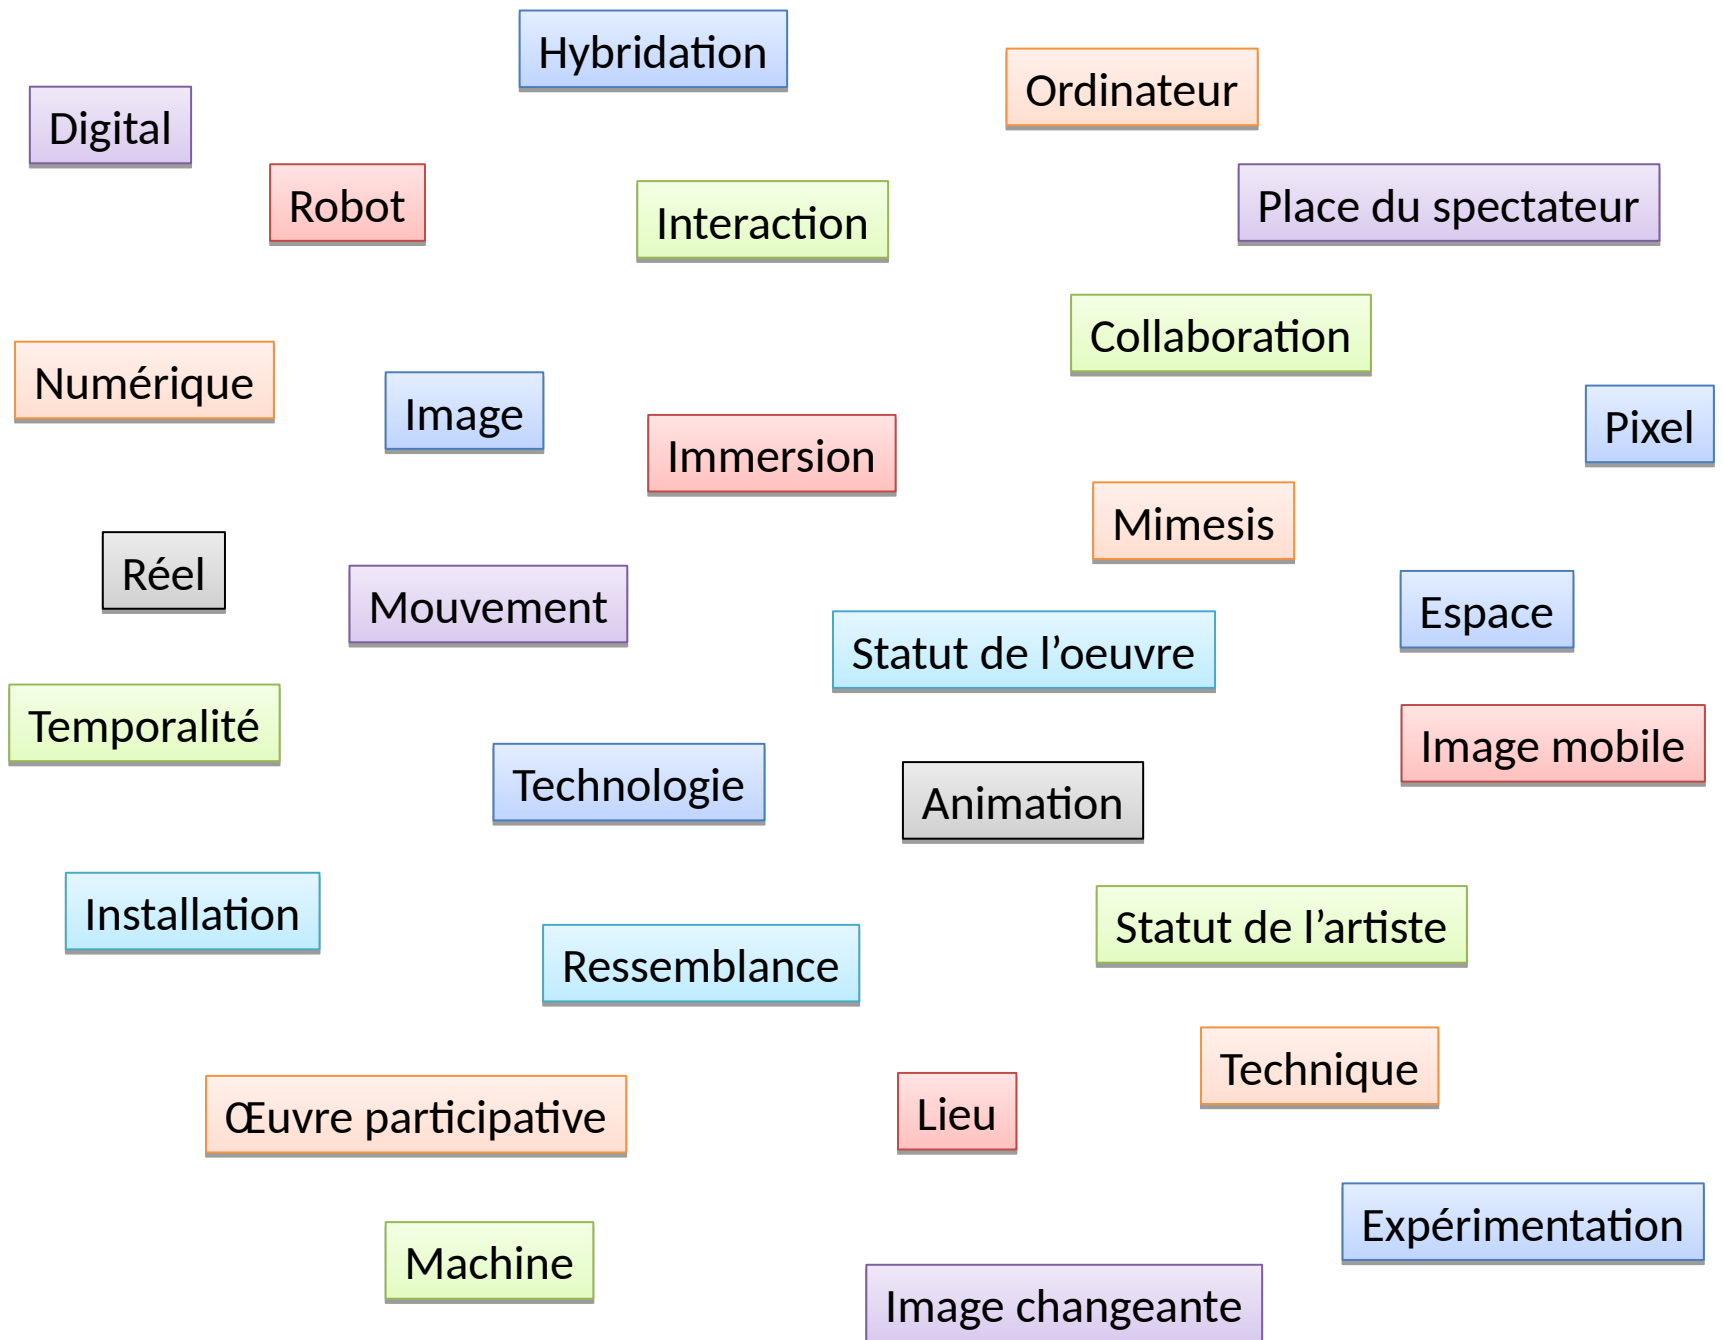 Hybridation
Ordinateur
Digital
Robot
Interaction
Place du spectateur
Collaboration
Numérique
Image
Pixel
Immersion
Mimesis
Réel
Mouvement
Espace
Statut de l’oeuvre
Temporalité
Image mobile
Technologie
Animation
Installation
Statut de l’artiste
Ressemblance
Technique
Œuvre participative
Lieu
Expérimentation
Machine
Image changeante